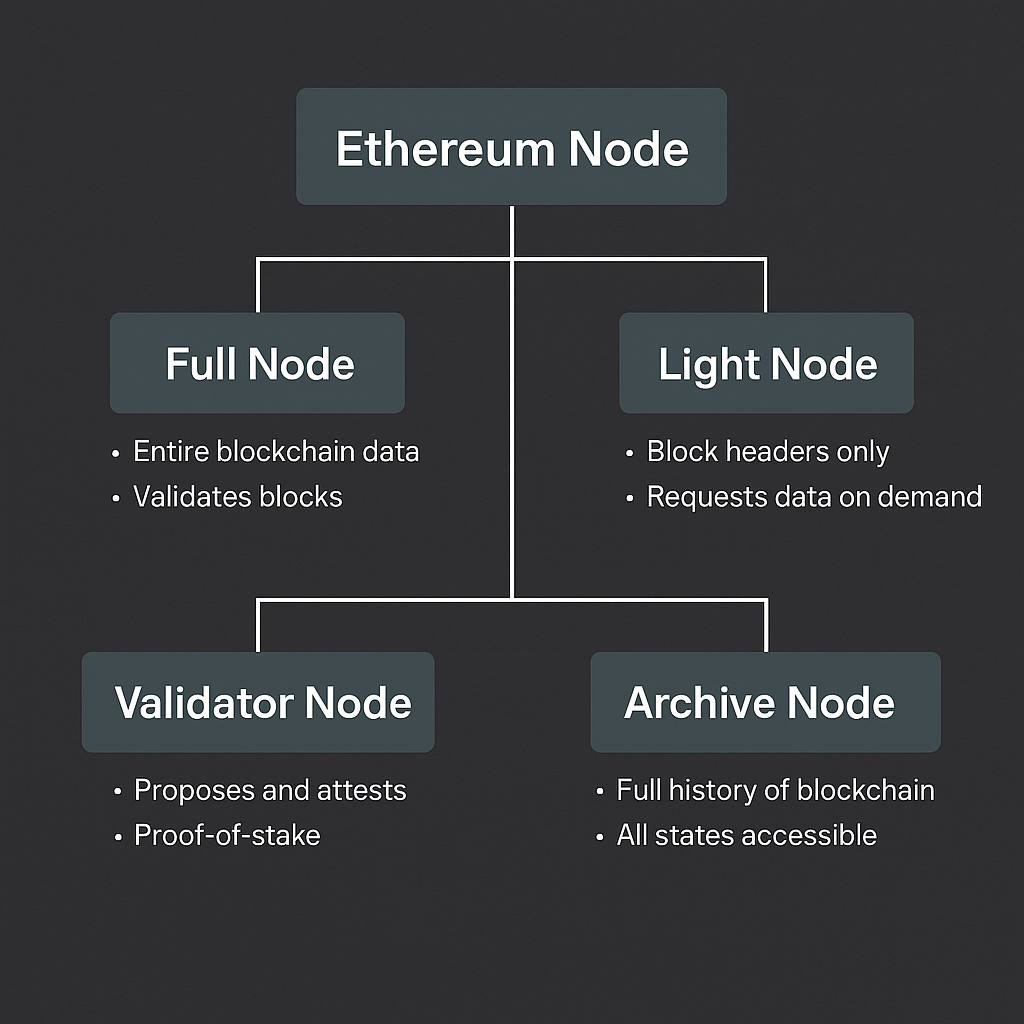 Ethereum Node
Full Node
• Entire blockchain data
• Validates blocks
Light Node
• Block headers only
• Requests data on demand
Validator Node
• Proposes and attests
• Proof-of-stake
Archive Node
• Full history of blockchain
• All states accessible